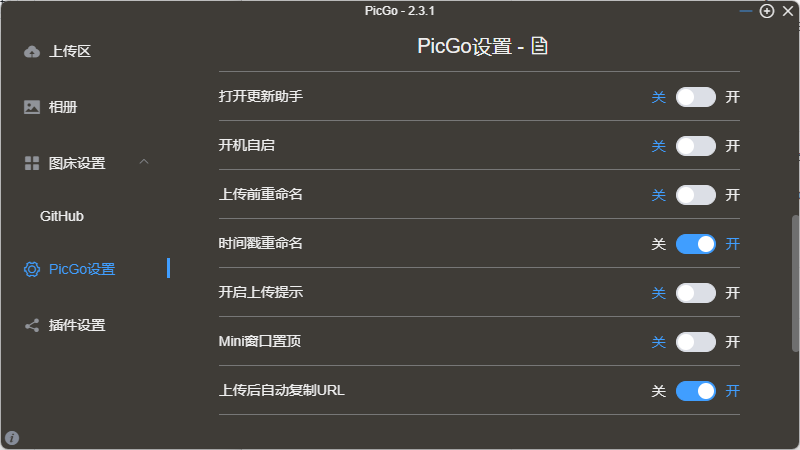 PicGo - 2.3.1
上传区
相册
图床设置
GitHub
PicGo设置
插件设置
PicGo设置 -
打开更新助手 关 开
开机自启 关 开
上传前重命名 关 开
时间戳重命名 关 开
开启上传提示 关 开
Mini窗口置顶 关 开
上传后自动复制URL 关 开